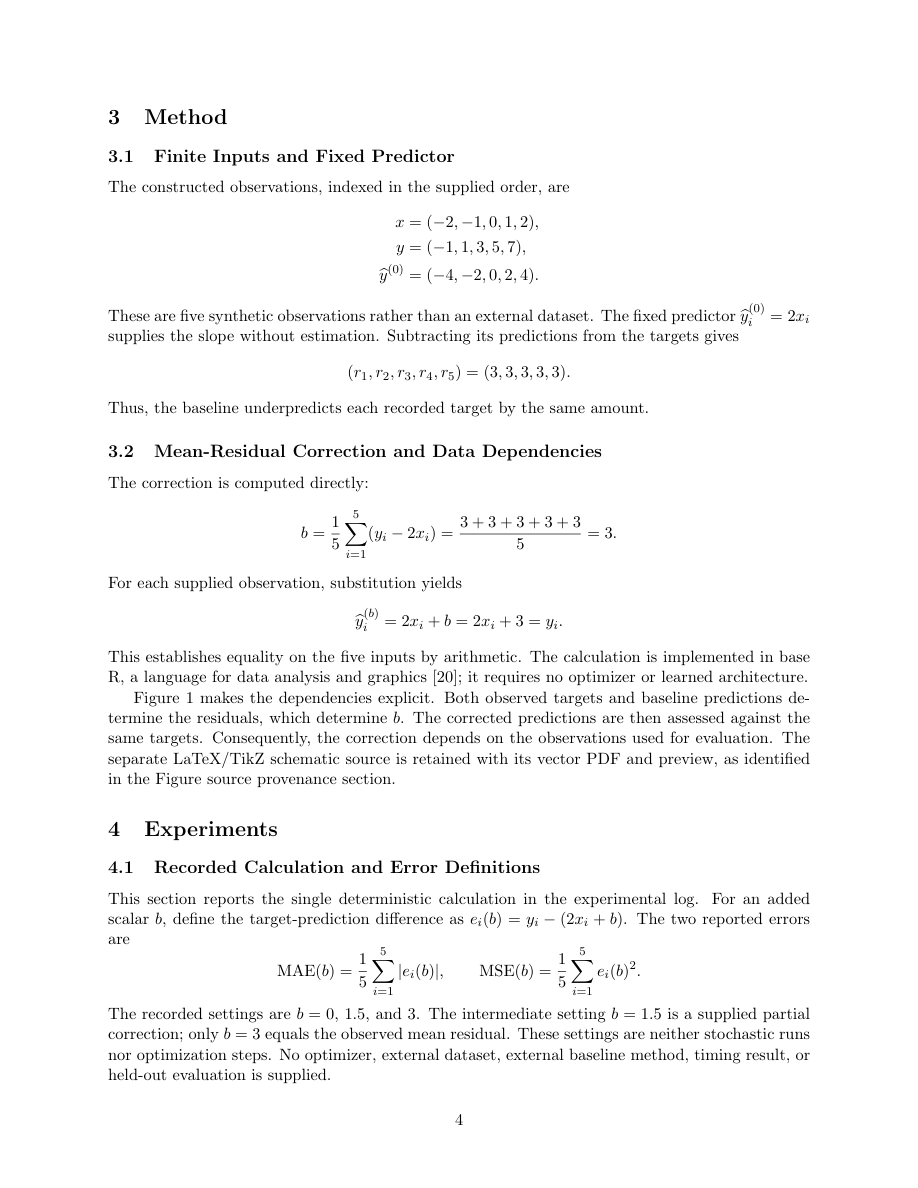 3 Method
3.1 Finite Inputs and Fixed Predictor
The constructed observations, indexed in the supplied order, are
x = (−2, −1, 0, 1, 2),
y = (−1, 1, 3, 5, 7),
ŷ^(0) = (−4, −2, 0, 2, 4).
These are five synthetic observations rather than an external dataset. The fixed predictor ŷ_i^(0) = 2x_i
supplies the slope without estimation. Subtracting its predictions from the targets gives
(r_1, r_2, r_3, r_4, r_5) = (3, 3, 3, 3, 3).
Thus, the baseline underpredicts each recorded target by the same amount.
3.2 Mean-Residual Correction and Data Dependencies
The correction is computed directly:
b = 1/5 ∑_{i=1}^{5} (y_i − 2x_i) = (3 + 3 + 3 + 3 + 3)/5 = 3.
For each supplied observation, substitution yields
ŷ_i^(b) = 2x_i + b = 2x_i + 3 = y_i.
This establishes equality on the five inputs by arithmetic. The calculation is implemented in base
R, a language for data analysis and graphics [20]; it requires no optimizer or learned architecture.
Figure 1 makes the dependencies explicit. Both observed targets and baseline predictions de-
termine the residuals, which determine b. The corrected predictions are then assessed against the
same targets. Consequently, the correction depends on the observations used for evaluation. The
separate LaTeX/TikZ schematic source is retained with its vector PDF and preview, as identified
in the Figure source provenance section.
4 Experiments
4.1 Recorded Calculation and Error Definitions
This section reports the single deterministic calculation in the experimental log. For an added
scalar b, define the target-prediction difference as e_i(b) = y_i − (2x_i + b). The two reported errors
are
MAE(b) = 1/5 ∑_{i=1}^{5} |e_i(b)|, MSE(b) = 1/5 ∑_{i=1}^{5} e_i(b)^2.
The recorded settings are b = 0, 1.5, and 3. The intermediate setting b = 1.5 is a supplied partial
correction; only b = 3 equals the observed mean residual. These settings are neither stochastic runs
nor optimization steps. No optimizer, external dataset, external baseline method, timing result, or
held-out evaluation is supplied.
4